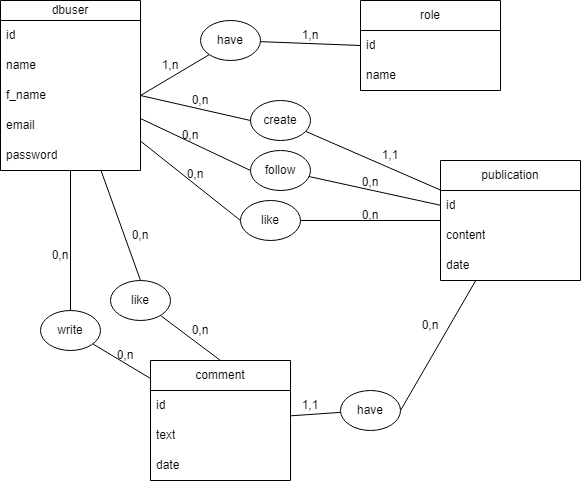 dbuser
id
name
f_name
email
password
role
id
name
have
1,n
1,n
0,n
create
1,1
0,n
follow
0,n
0,n
like
0,n
publication
id
content
date
0,n
write
0,n
0,n
like
0,n
comment
id
text
date
1,1
have
0,n